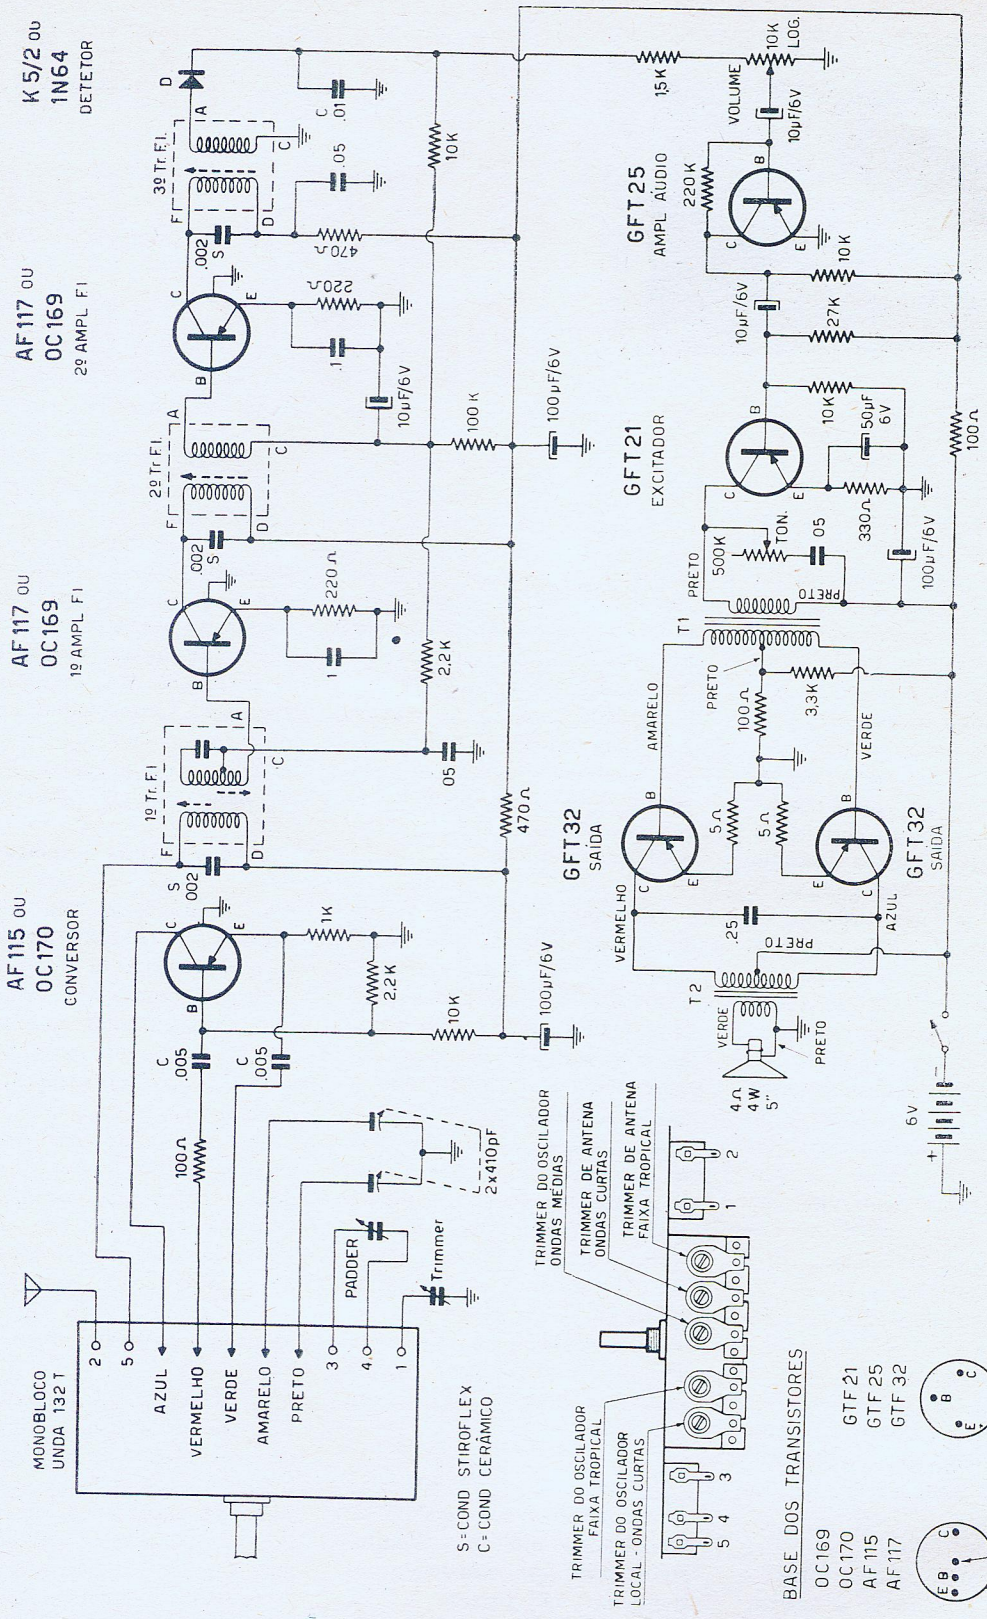 MONOBLOCO
UNDA 132 T
AF115 OU
OC170
CONVERSOR
AF117 OU
OC169
1º AMPL F.I
AF117 OU
OC169
2º AMPL F.I
K5/2 OU
1N64
DETETOR
2
5
AZUL
VERMELHO
VERDE
AMARELO
PRETO
3
4
1
PADDER
Trimmer
2x410pF
100Ω
C
.005
C
.005
B
C
E
1K
2,2K
10K
100µF/6V
S
.002
F
D
1º Tr. F.I.
A
C
.05
2,2K
470Ω
B
C
E
.1
220Ω
.002
S
F
D
2º Tr F.I.
A
C
10µF/6V
100K
100µF/6V
B
C
E
.1
220Ω
.002
S
F
D
3º Tr. F.I.
A
C
470Ω
.05
D
C
.01
10K
S=COND STIROFLEX
C=COND CERÂMICO
GFT32
SAÍDA
GFT21
EXCITADOR
GFT25
AMPL ÁUDIO
1,5K
VOLUME
10K
LOG.
10µF/6V
220K
B
C
E
10K
10µF/6V
27K
B
C
E
10K
50µF
6V
330Ω
100µF/6V
100Ω
TON.
500K
.05
PRETO
PRETO
T1
AMARELO
PRETO
100Ω
3,3K
VERDE
B
C
E
5Ω
5Ω
B
C
E
GFT32
SAÍDA
VERMELHO
.25
PRETO
AZUL
T2
VERDE
PRETO
4Ω
4W
5"
6V
+
-
TRIMMER DO OSCILADOR
ONDAS MÉDIAS
TRIMMER DE ANTENA
ONDAS CURTAS
TRIMMER DE ANTENA
FAIXA TROPICAL
TRIMMER DO OSCILADOR
FAIXA TROPICAL
TRIMMER DO OSCILADOR
LOCAL - ONDAS CURTAS
5
4
3
1
2
BASE DOS TRANSISTORES
OC169
OC170
AF115
AF117
E
B
C
GTF21
GTF25
GTF32
E
B
C